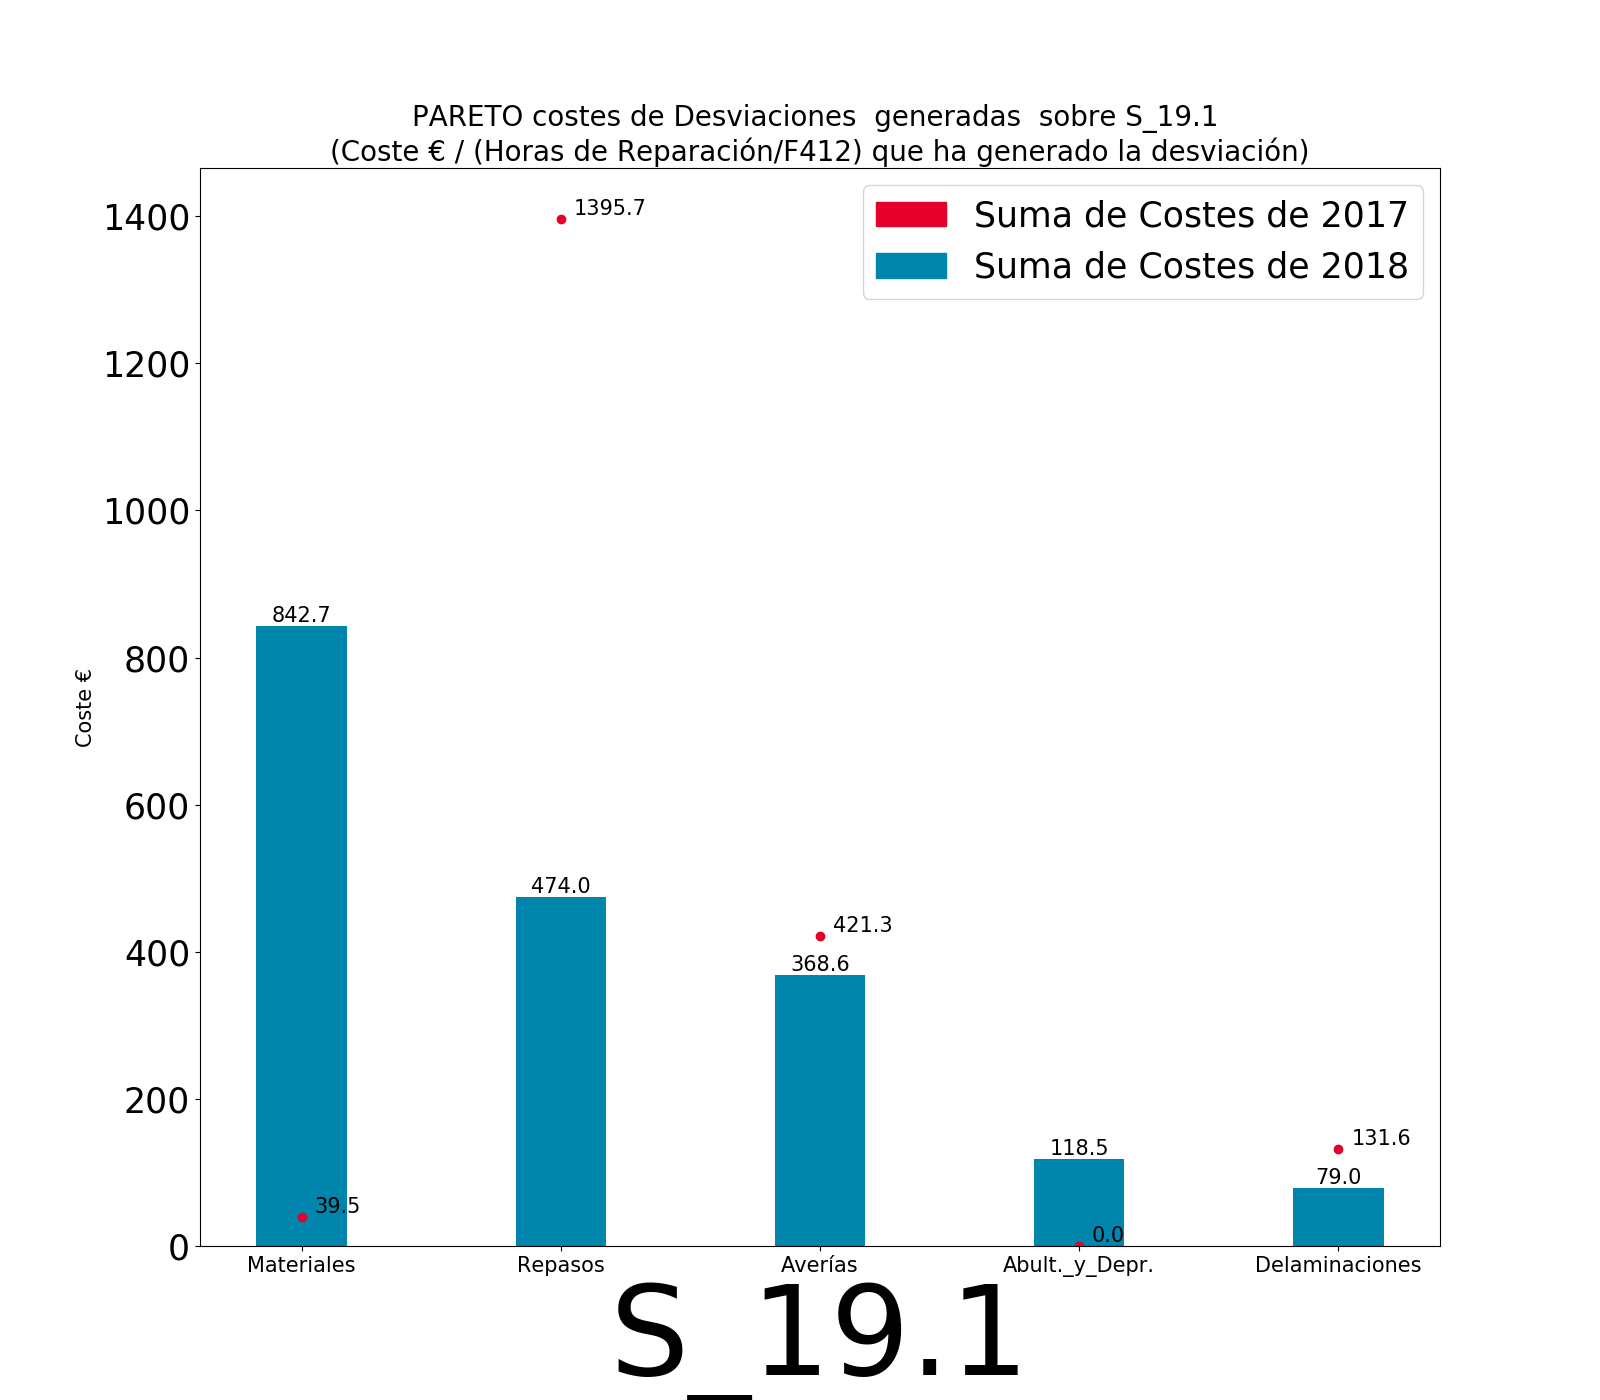 PARETO costes de Desviaciones  generadas  sobre S_19.1
(Coste € / (Horas de Reparación/F412) que ha generado la desviación)
Suma de Costes de 2017
Suma de Costes de 2018
1400
1200
1000
800
600
400
200
0
Coste €
1395.7
842.7
474.0
421.3
368.6
118.5
131.6
79.0
39.5
0.0
Materiales
Repasos
Averías
Abult._y_Depr.
Delaminaciones
S_19.1